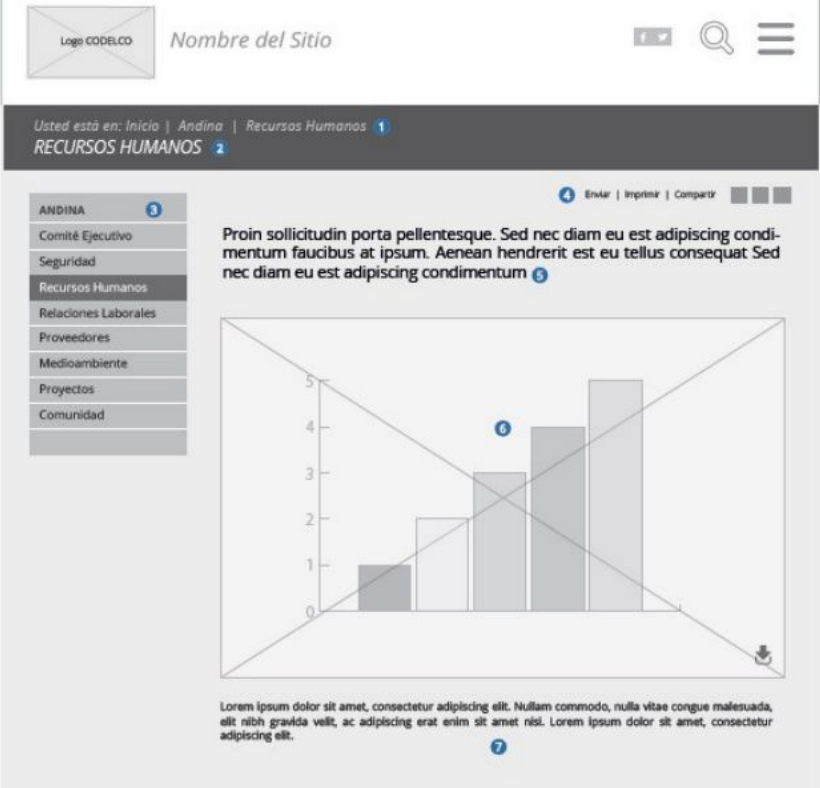 Logo CODELCO
Nombre del Sitio
Usted está en: Inicio | Andina | Recursos Humanos 1
RECURSOS HUMANOS 2
4 Enviar | Imprimir | Compartir
ANDINA 3
Comité Ejecutivo
Seguridad
Recursos Humanos
Relaciones Laborales
Proveedores
Medioambiente
Proyectos
Comunidad
Proin sollicitudin porta pellentesque. Sed nec diam eu est adipiscing condi-
mentum faucibus at ipsum. Aenean hendrerit est eu tellus consequat Sed
nec diam eu est adipiscing condimentum 5
5
4
6
3
2
1
0
Lorem ipsum dolor sit amet, consectetur adipiscing elit. Nullam commodo, nulla vitae congue malesuada,
elit nibh gravida velit, ac adipiscing erat enim sit amet nisl. Lorem ipsum dolor sit amet, consectetur
adipiscing elit.
7